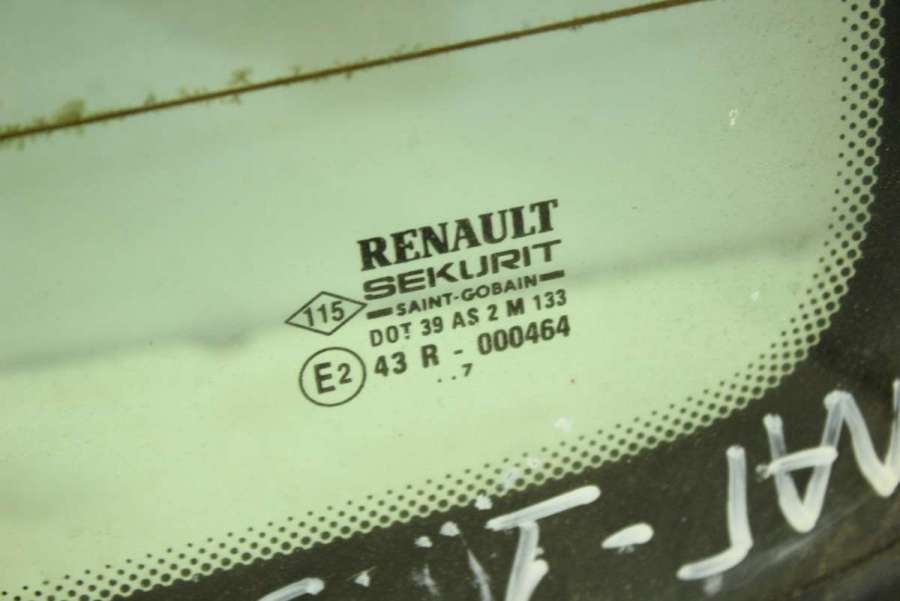 RENAULT
SEKURIT
SAINT-GOBAIN
115
DOT 39 AS 2 M 133
E2
43 R - 000464
..7